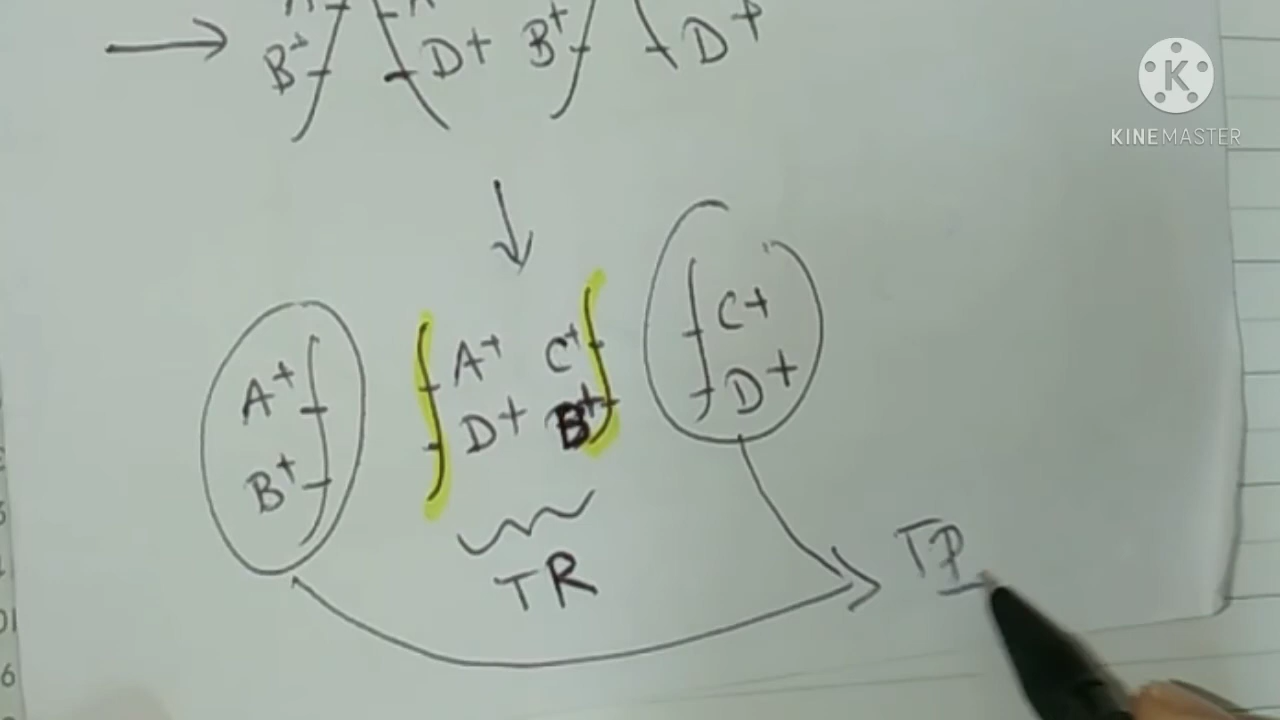 B+ D+ B+ D+
K
KINEMASTER
A+ A+ C+ C+
B+ D+ B+ D+
TR
TP